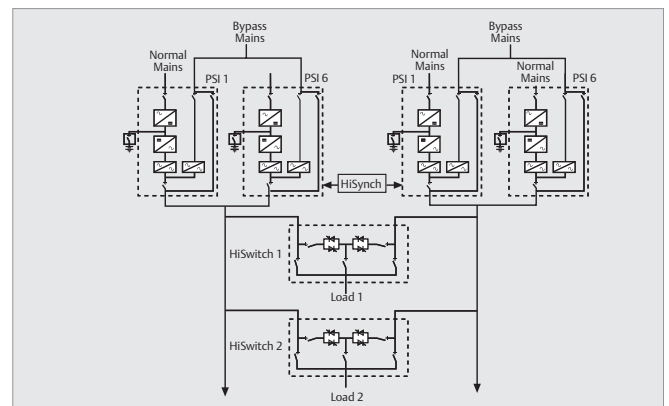 Bypass
Mains
Bypass
Mains
Normal
Mains
PSI 1
PSI 6
PSI 1
Normal
Mains
Normal
Mains
PSI 6
HiSynch
HiSwitch 1
Load 1
HiSwitch 2
Load 2